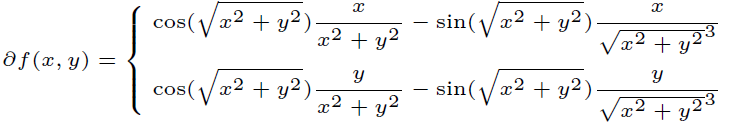 ∂f(x, y) = { cos(√(x² + y²)) x/(x² + y²) − sin(√(x² + y²)) x/√(x² + y²)³
cos(√(x² + y²)) y/(x² + y²) − sin(√(x² + y²)) y/√(x² + y²)³